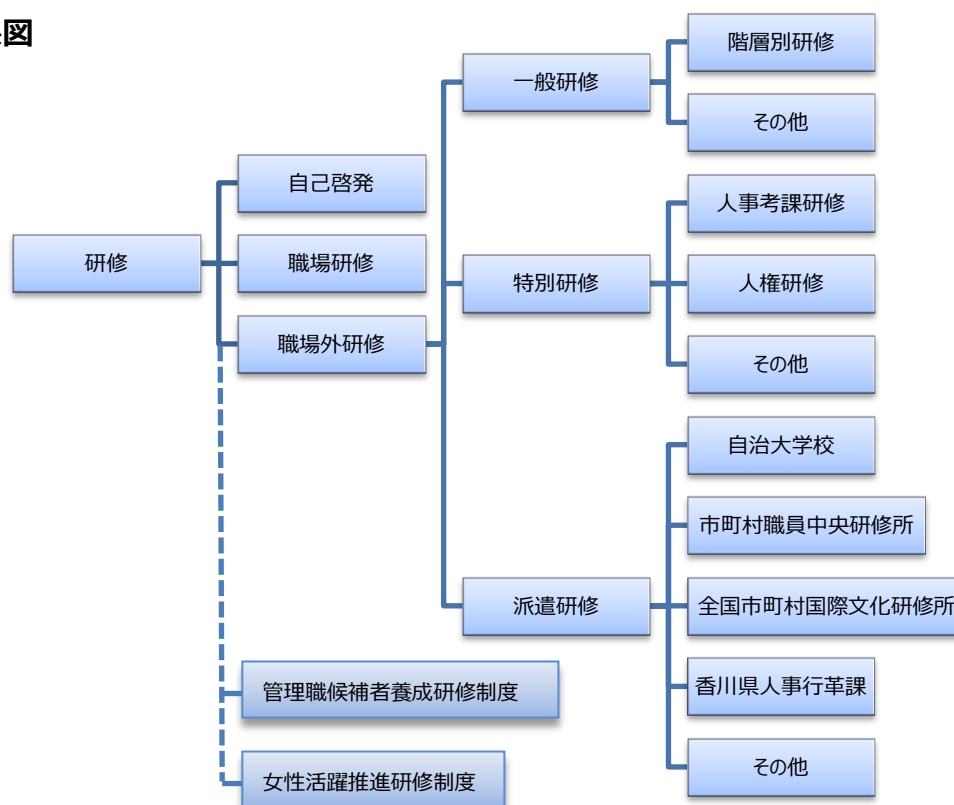 図
研修
自己啓発
職場研修
職場外研修
一般研修
階層別研修
その他
特別研修
人事考課研修
人権研修
その他
派遣研修
自治大学校
市町村職員中央研修所
全国市町村国際文化研修所
香川県人事行革課
その他
管理職候補者養成研修制度
女性活躍推進研修制度